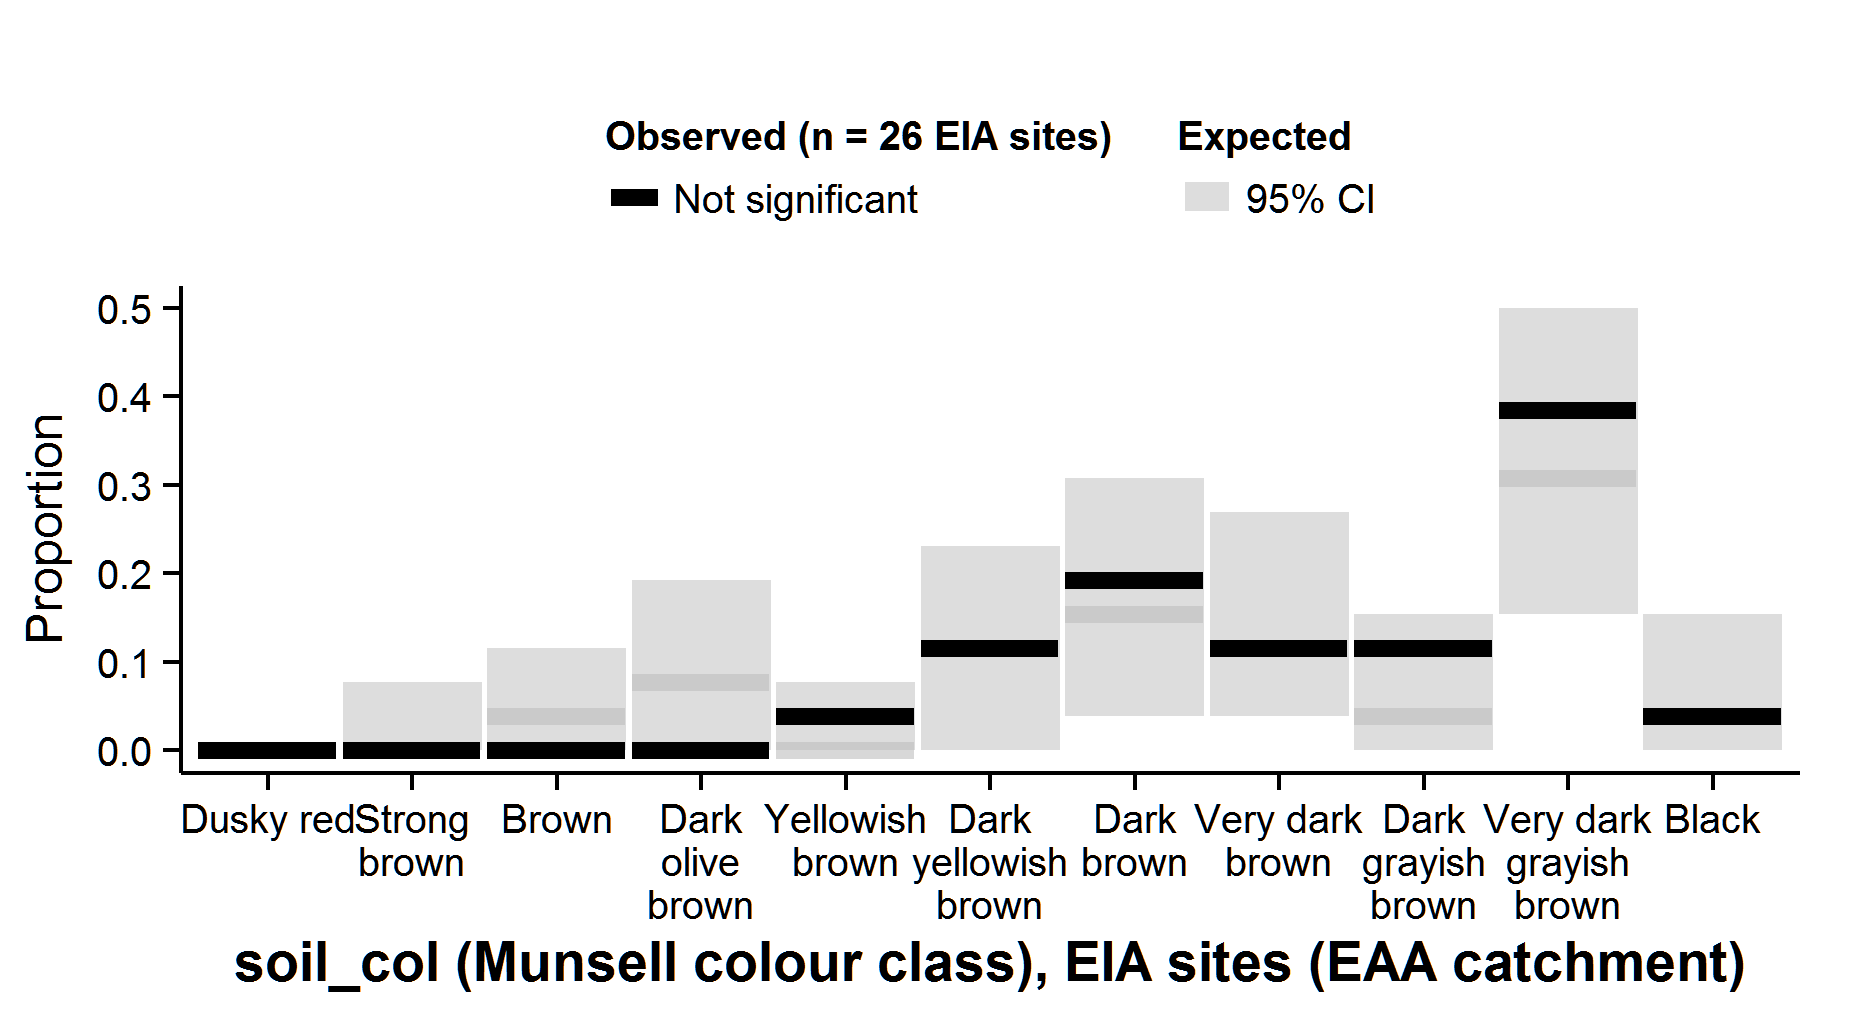 Observed (n = 26 EIA sites) Expected
Not significant 95% CI
0.5
0.4
0.3
0.2
0.1
0.0
Proportion
Dusky red Strong Brown Dark Yellowish Dark Dark Very dark Dark Very dark Black
brown olive brown yellowish brown brown grayish grayish
brown brown brown brown
soil_col (Munsell colour class), EIA sites (EAA catchment)